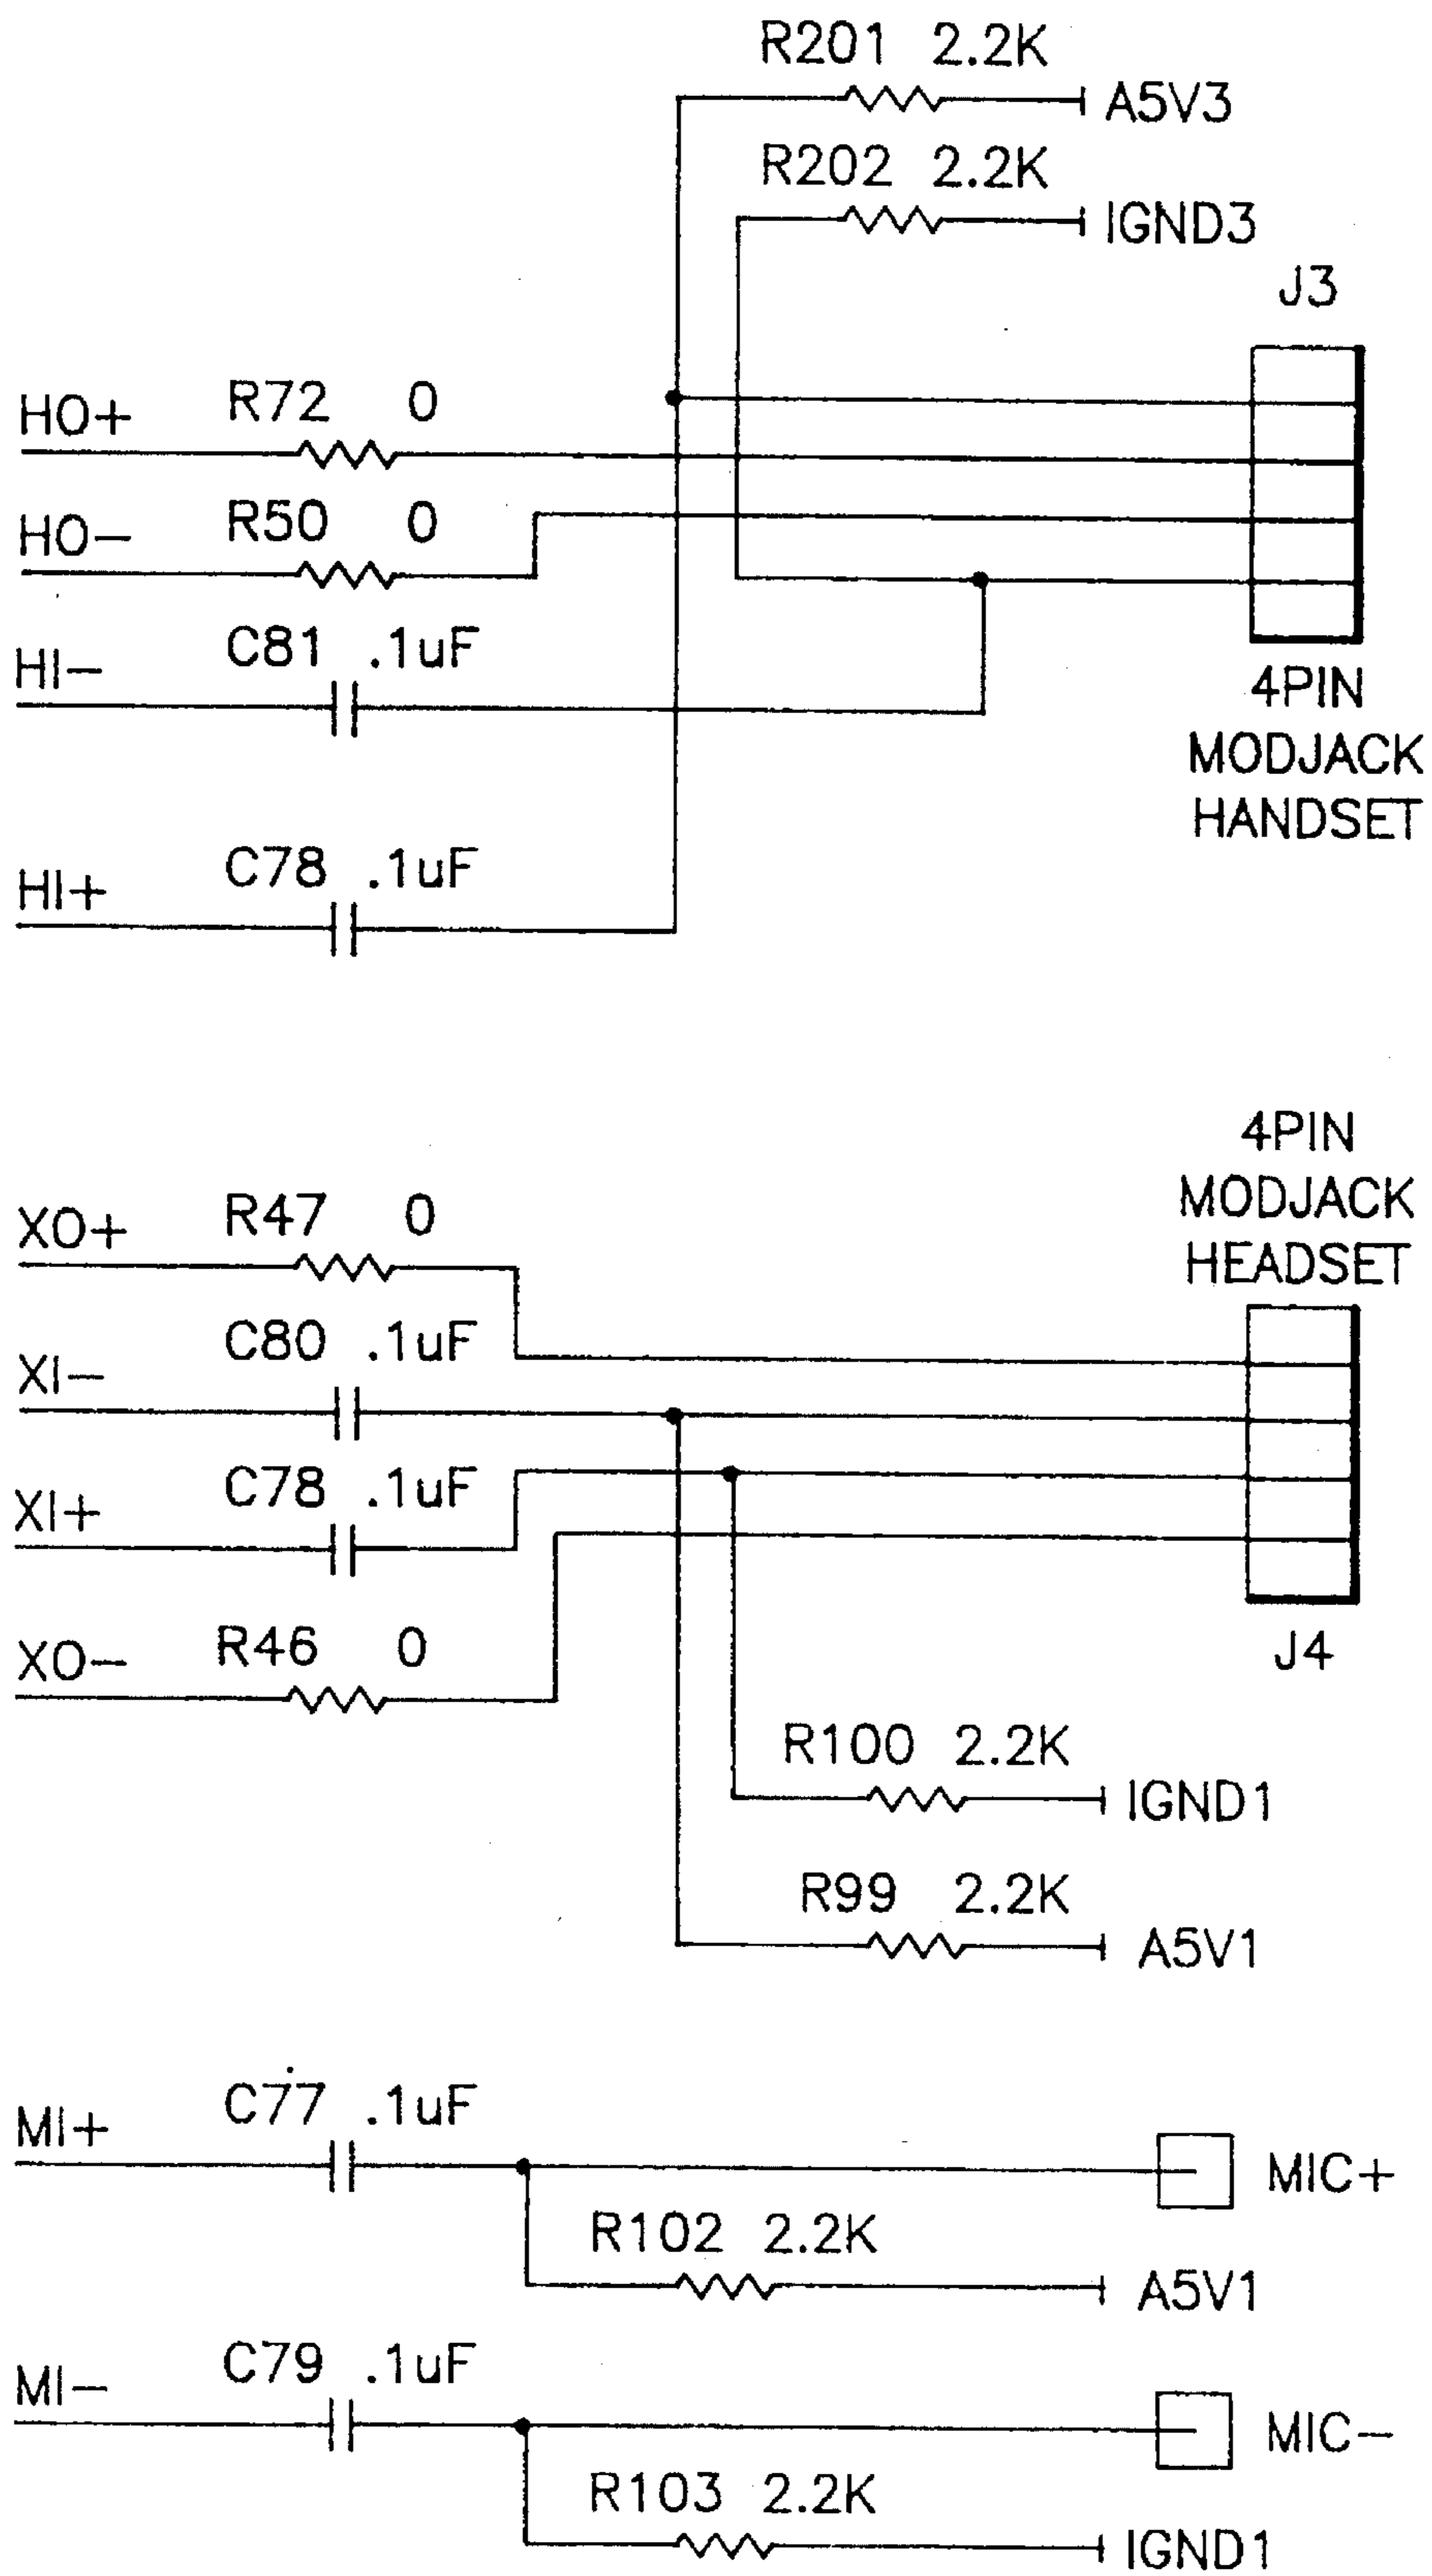 R201 2.2K
A5V3
R202 2.2K
IGND3
J3
HO+
R72 0
HO-
R50 0
HI-
C81 .1uF
4PIN
MODJACK
HANDSET
HI+
C78 .1uF
4PIN
MODJACK
HEADSET
XO+
R47 0
XI-
C80 .1uF
XI+
C78 .1uF
XO-
R46 0
J4
R100 2.2K
IGND1
R99 2.2K
A5V1
MI+
C77 .1uF
MIC+
R102 2.2K
A5V1
MI-
C79 .1uF
MIC-
R103 2.2K
IGND1